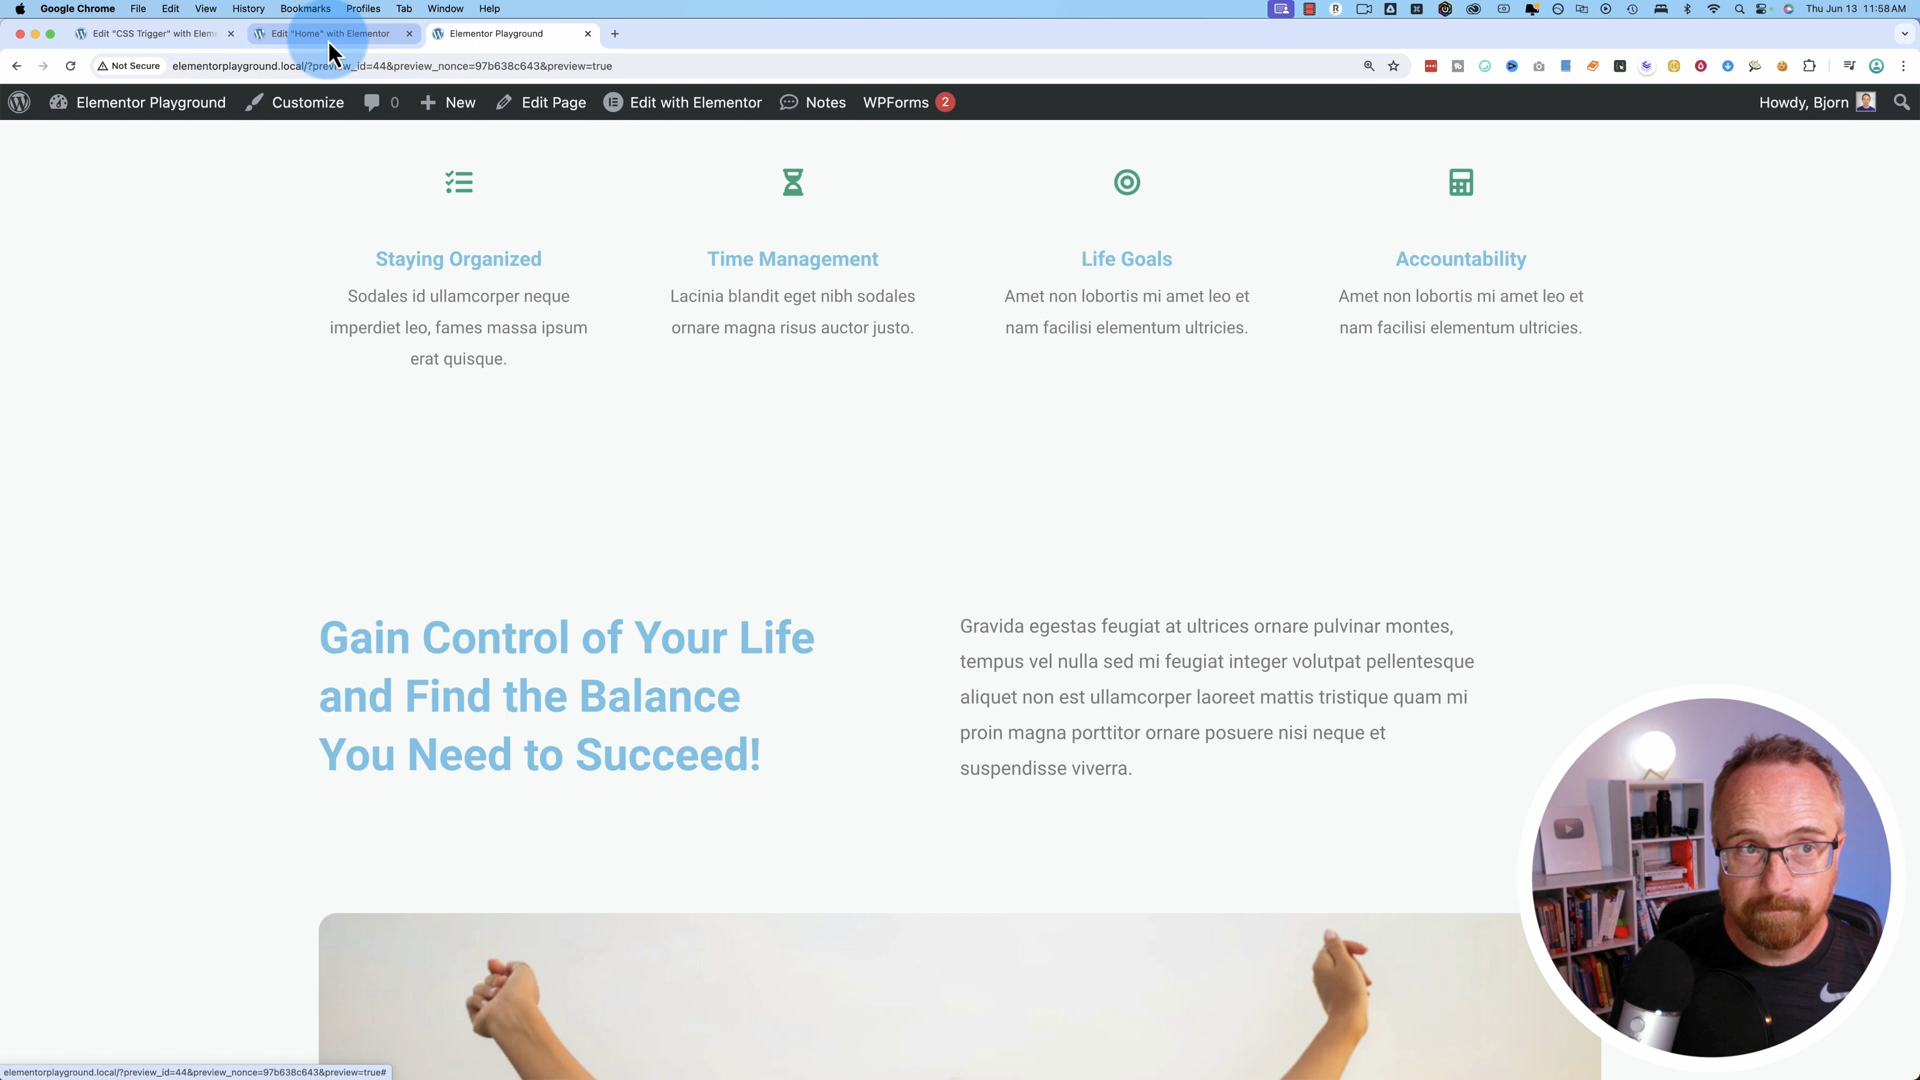 Google Chrome File Edit View History Bookmarks Profiles Tab Window Help Thu Jun 13 11:58 AM
Edit "CSS Trigger" with Elem Edit "Home" with Elementor Elementor Playground
Not Secure elementorplayground.local/?preview_id=44&preview_nonce=97b638c643&preview=true
Elementor Playground Customize 0 New Edit Page Edit with Elementor Notes WPForms 2 Howdy, Bjorn
Staying Organized
Sodales id ullamcorper neque
imperdiet leo, fames massa ipsum
erat quisque.
Time Management
Lacinia blandit eget nibh sodales
ornare magna risus auctor justo.
Life Goals
Amet non lobortis mi amet leo et
nam facilisi elementum ultricies.
Accountability
Amet non lobortis mi amet leo et
nam facilisi elementum ultricies.
Gain Control of Your Life
and Find the Balance
You Need to Succeed!
Gravida egestas feugiat at ultrices ornare pulvinar montes,
tempus vel nulla sed mi feugiat integer volutpat pellentesque
aliquet non est ullamcorper laoreet mattis tristique quam mi
proin magna porttitor ornare posuere nisi neque et
suspendisse viverra.
elementorplayground.local/?preview_id=44&preview_nonce=97b638c643&preview=true#